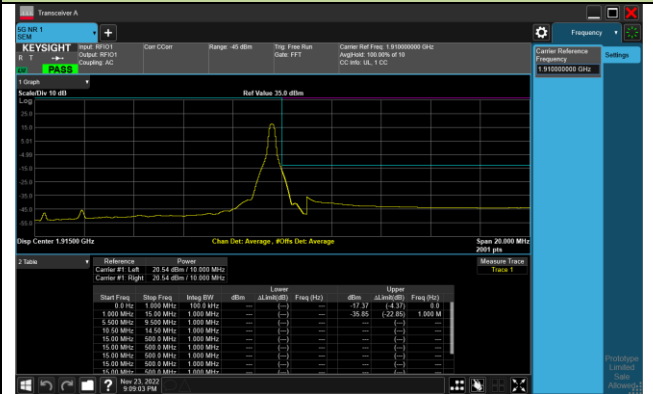 Transceiver A
5G NR 1
SEM
Frequency
KEYSIGHT
R T
PASS
Input: RFIO1
Output: RFIO1
Coupling: AC
Corr CCorr
Range: -45 dBm
Trig: Free Run
Gate: FFT
Carrier Ref Freq: 1.910000000 GHz
Avg|Hold: 100.00% of 10
CC Info: UL, 1 CC
Carrier Reference
Frequency
1.910000000 GHz
Settings
1 Graph
Scale/Div 10 dB
Ref Value 35.0 dBm
Log
25.0
15.0
5.01
-4.99
-15.0
-25.0
-35.0
-45.0
-55.0
Disp Center 1.91500 GHz
Chan Det: Average , #Offs Det: Average
Span 20.000 MHz
2001 pts
2 Table
Reference Power
Carrier #1: Left 20.54 dBm / 10.000 MHz
Carrier #1: Right 20.54 dBm / 10.000 MHz
Measure Trace
Trace 1
Lower Upper
Start Freq Stop Freq Integ BW dBm ΔLimit(dB) Freq (Hz) dBm ΔLimit(dB) Freq (Hz)
0.0 Hz 1.000 MHz 100.0 kHz --- (---) --- -17.37 (-4.37) 0.0
1.000 MHz 15.00 MHz 1.000 MHz --- (---) --- -35.85 (-22.85) 1.000 M
5.500 MHz 9.500 MHz 1.000 MHz --- (---) --- --- (---) ---
10.50 MHz 14.50 MHz 1.000 MHz --- (---) --- --- (---) ---
15.00 MHz 500.0 MHz 1.000 MHz --- (---) --- --- (---) ---
15.00 MHz 500.0 MHz 1.000 MHz --- (---) --- --- (---) ---
15.00 MHz 500.0 MHz 1.000 MHz --- (---) --- --- (---) ---
15.00 MHz 500.0 MHz 1.000 MHz --- (---) --- --- (---) ---
15.00 MHz 500.0 MHz 1.000 MHz
Prototype
Limited
Sale
Allowed
?
Nov 23, 2022
9:09:03 PM